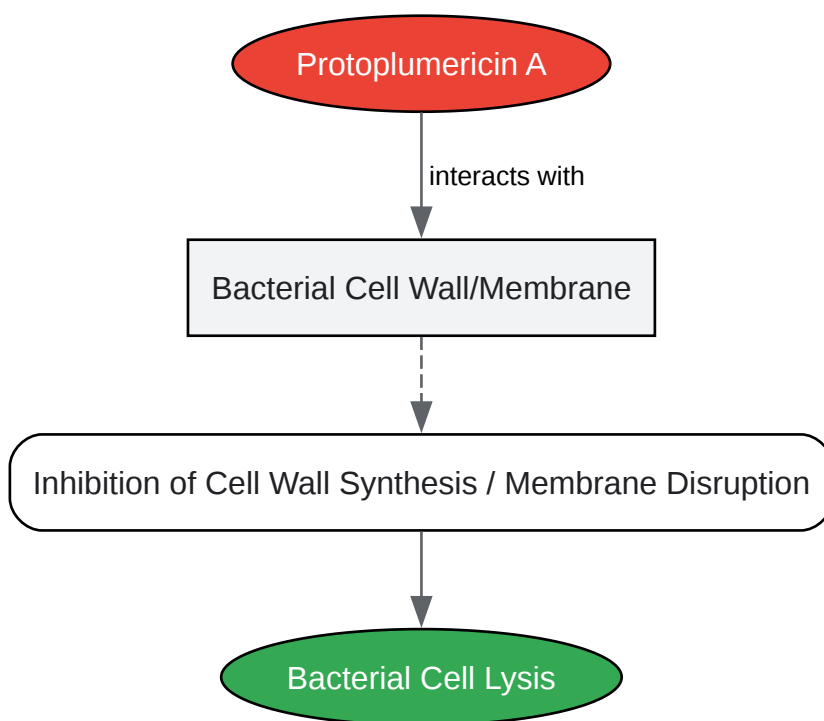 Protoplumericin A
interacts with
Bacterial Cell Wall/Membrane
Inhibition of Cell Wall Synthesis / Membrane Disruption
Bacterial Cell Lysis